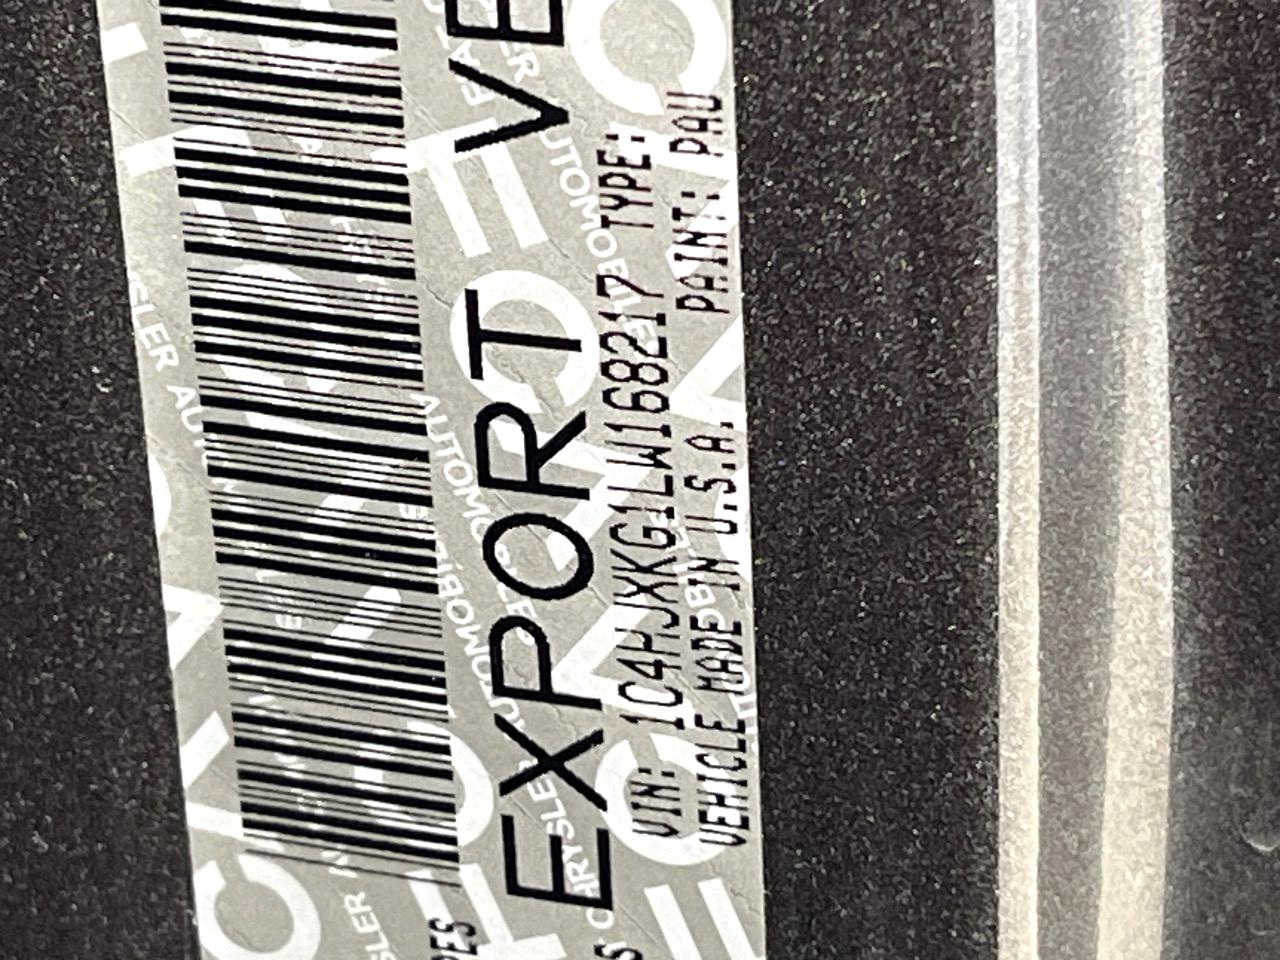 EXPORT VE
VIN: 1C4PJXKG1LW168217 TYPE:
VEHICLE MADE IN U.S.A. PAINT: PAU